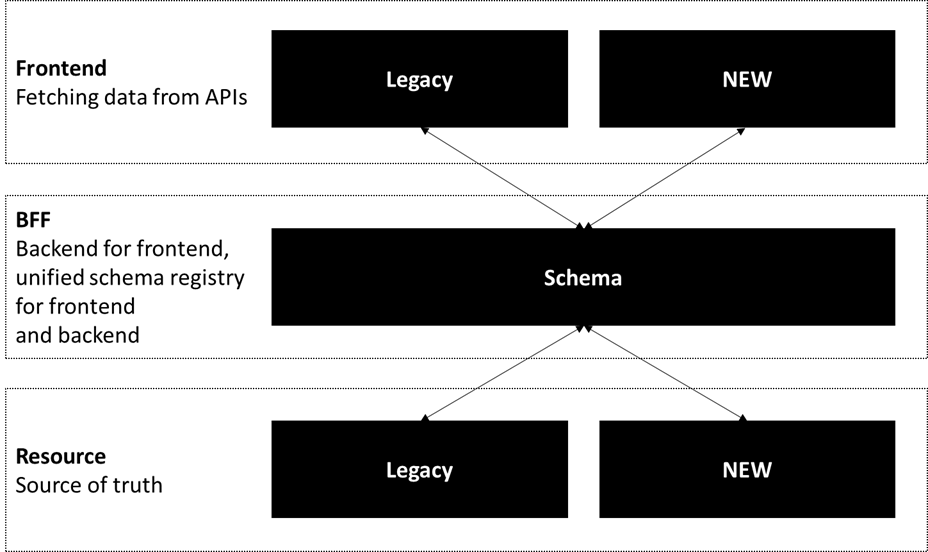 Frontend
Fetching data from APIs
Legacy
NEW
BFF
Backend for frontend,
unified schema registry
for frontend
and backend
Schema
Resource
Source of truth
Legacy
NEW